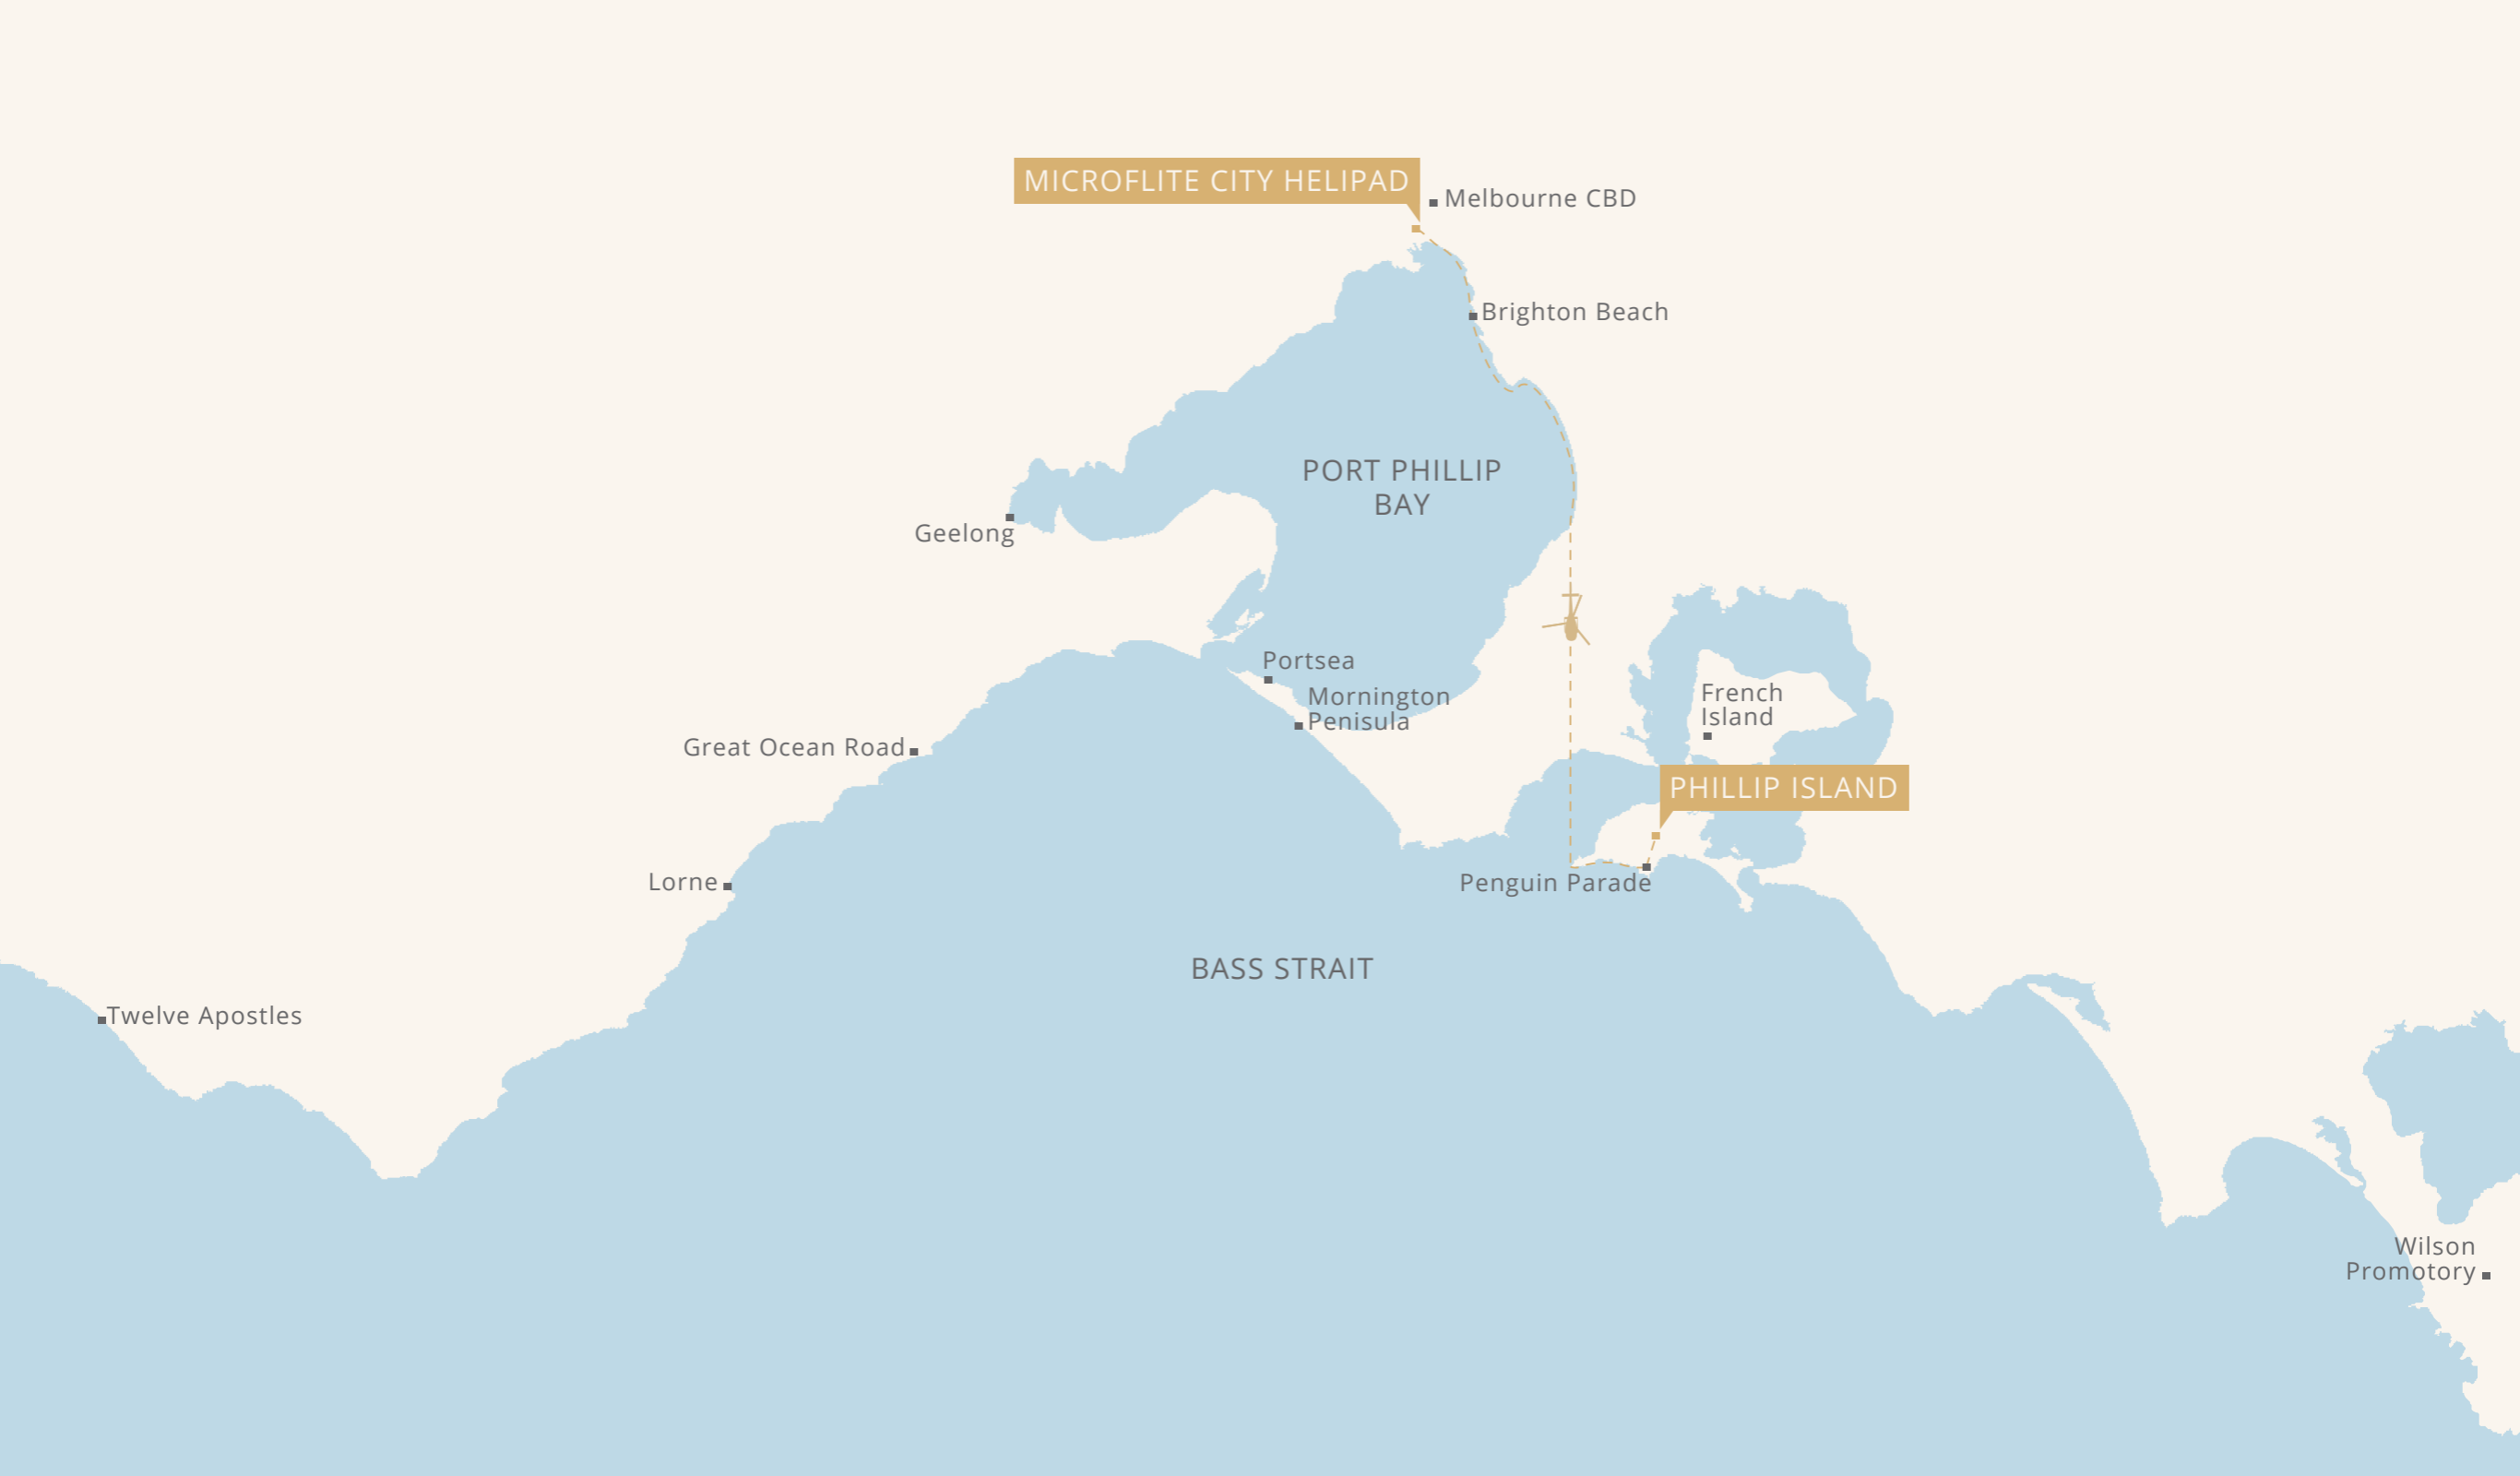 MICROFLITE CITY HELIPAD
Melbourne CBD
Brighton Beach
PORT PHILLIP
BAY
Geelong
Portsea
Mornington
Penisula
French
Island
Great Ocean Road
PHILLIP ISLAND
Lorne
Penguin Parade
BASS STRAIT
Twelve Apostles
Wilson
Promotory